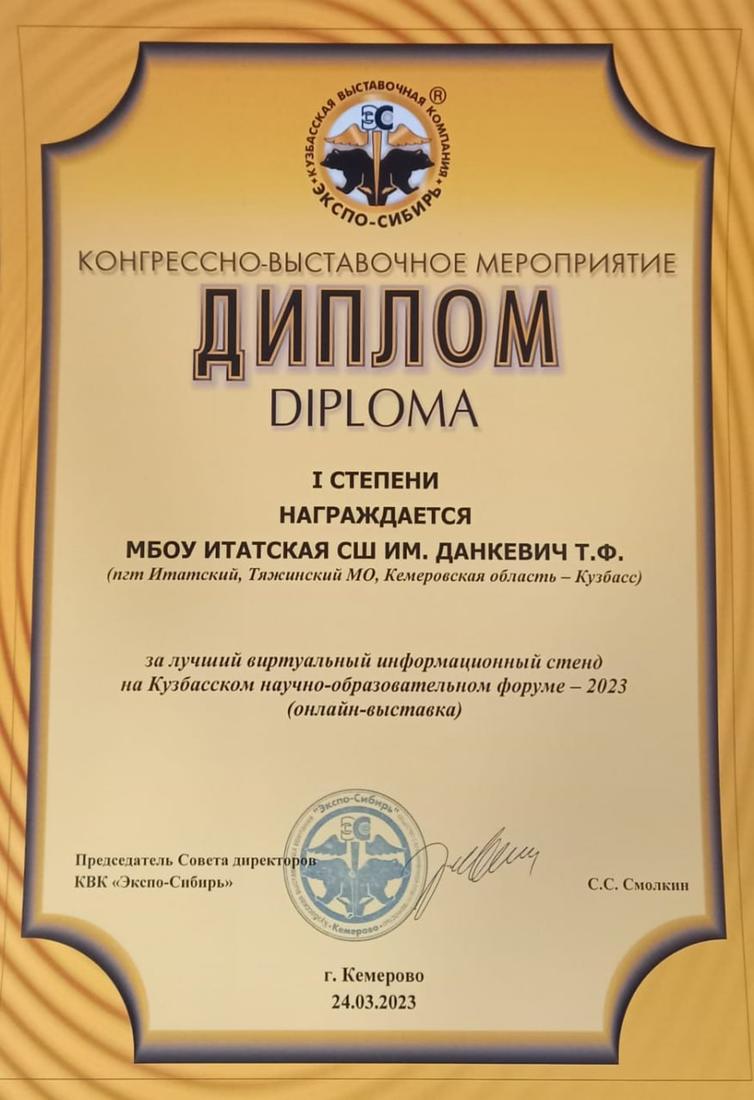 КУЗБАССКАЯ ВЫСТАВОЧНАЯ КОМПАНИЯ
®
ЭС
• ЭКСПО-СИБИРЬ •
КОНГРЕССНО-ВЫСТАВОЧНОЕ МЕРОПРИЯТИЕ
ДИПЛОМ
DIPLOMA
I СТЕПЕНИ
НАГРАЖДАЕТСЯ
МБОУ ИТАТСКАЯ СШ ИМ. ДАНКЕВИЧ Т.Ф.
(пгт Итатский, Тяжинский МО, Кемеровская область – Кузбасс)
за лучший виртуальный информационный стенд
на Кузбасском научно-образовательном форуме – 2023
(онлайн-выставка)
"Экспо-Сибирь"
ЭС
• Кемерово •
Председатель Совета директоров
КВК «Экспо-Сибирь»
С.С. Смолкин
г. Кемерово
24.03.2023